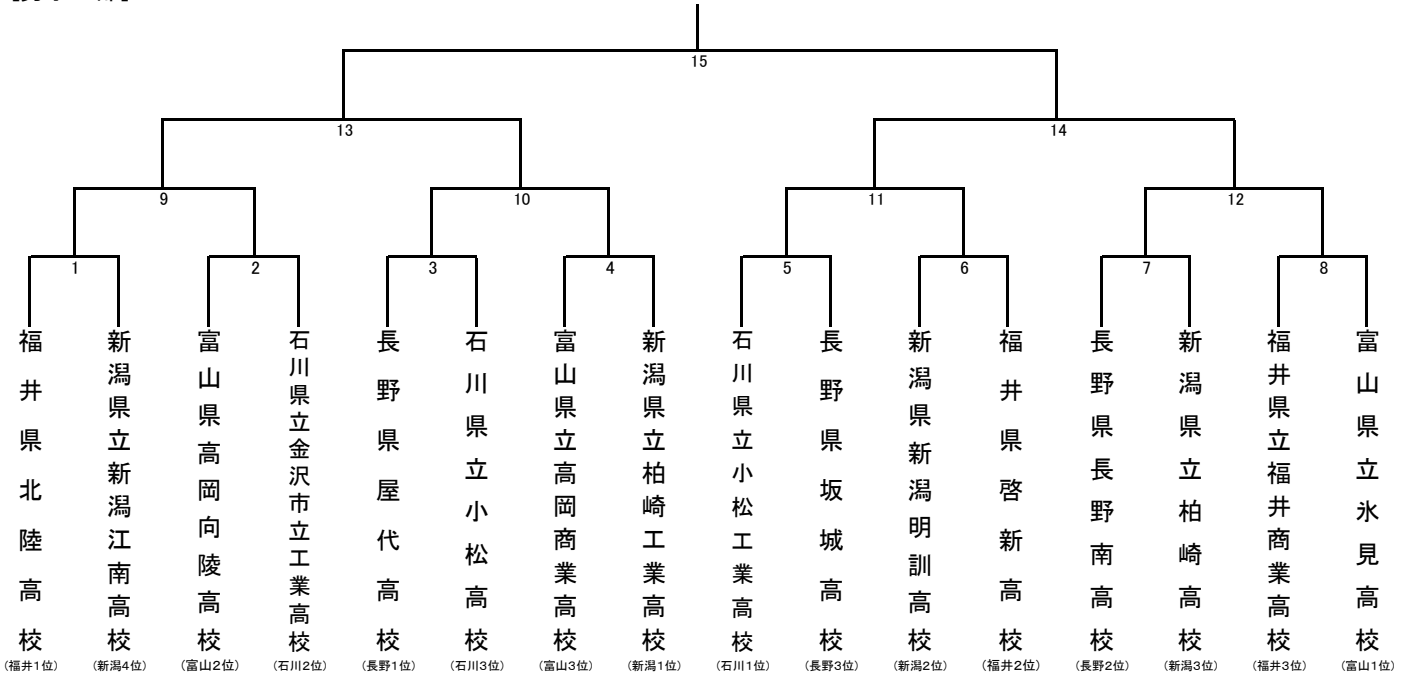 15
13
14
9
10
11
12
1
2
3
4
5
6
7
8
福井県北陸高校
(福井1位)
新潟県立新潟江南高校
(新潟4位)
富山県高岡向陵高校
(富山2位)
石川県立金沢市立工業高校
(石川2位)
長野県屋代高校
(長野1位)
石川県立小松高校
(石川3位)
富山県立高岡商業高校
(富山3位)
新潟県立柏崎工業高校
(新潟1位)
石川県立小松工業高校
(石川1位)
長野県坂城高校
(長野3位)
新潟県新潟明訓高校
(新潟2位)
福井県啓新高校
(福井2位)
長野県長野南高校
(長野2位)
新潟県立柏崎高校
(新潟3位)
福井県立福井商業高校
(福井3位)
富山県立氷見高校
(富山1位)